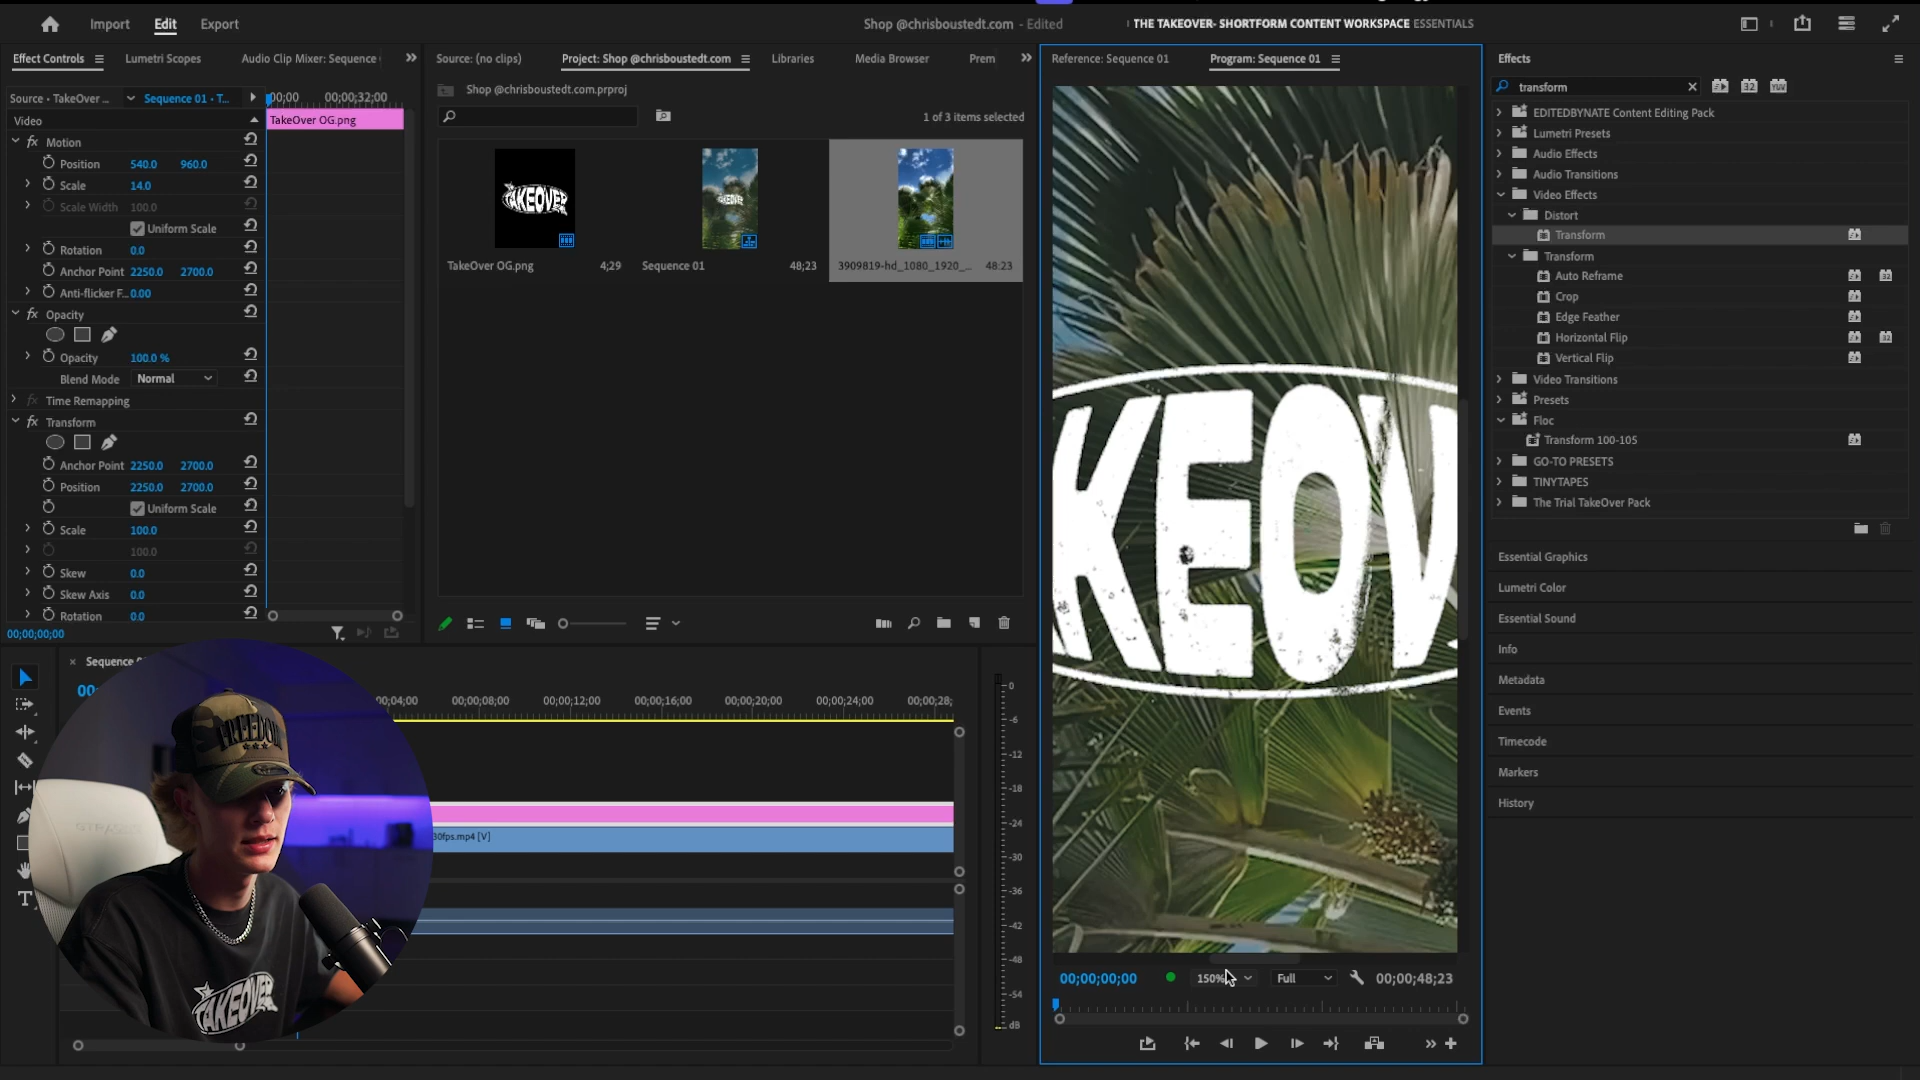 Import
Edit
Export
Shop @chrisboustedt.com - Edited
THE TAKEOVER- SHORTFORM CONTENT WORKSPACE
ESSENTIALS
Effect Controls
Lumetri Scopes
Audio Clip Mixer: Sequence
Source • TakeOver ...
Sequence 01 • T...
00;00
00;00;32;00
Video
TakeOver OG.png
Motion
Position 540.0 960.0
Scale 14.0
Scale Width 100.0
Uniform Scale
Rotation 0.0
Anchor Point 2250.0 2700.0
Anti-flicker F... 0.00
Opacity
Opacity 100.0 %
Blend Mode Normal
Time Remapping
Transform
Anchor Point 2250.0 2700.0
Position 2250.0 2700.0
Uniform Scale
Scale 100.0
100.0
Skew 0.0
Skew Axis 0.0
Rotation 0.0
00;00;00;00
Source: (no clips)
Project: Shop @chrisboustedt.com
Libraries
Media Browser
Prem
Shop @chrisboustedt.com.prproj
1 of 3 items selected
TAKEOVER
TakeOver OG.png 4;29
TAKEOVER
Sequence 01 48;23
3909819-hd_1080_1920_... 48:23
Reference: Sequence 01
Program: Sequence 01
KEOV
00;00;00;00
150%
Full
00;00;48;23
Effects
transform
32
YUV
EDITEDBYNATE Content Editing Pack
Lumetri Presets
Audio Effects
Audio Transitions
Video Effects
Distort
Transform
Transform
Auto Reframe
32
Crop
Edge Feather
Horizontal Flip
32
Vertical Flip
Video Transitions
Presets
Floc
Transform 100-105
GO-TO PRESETS
TINYTAPES
The Trial TakeOver Pack
Essential Graphics
Lumetri Color
Essential Sound
Info
Metadata
Events
Timecode
Markers
History
Sequence
00;
0;04;00
00;00;08;00
00;00;12;00
00;00;16;00
00;00;20;00
00;00;24;00
00;00;28;
30fps.mp4 [V]
0
-6
-12
-18
-24
-30
-36
-42
-48
-54
dB
T
FREEDOM
TAKEOVER